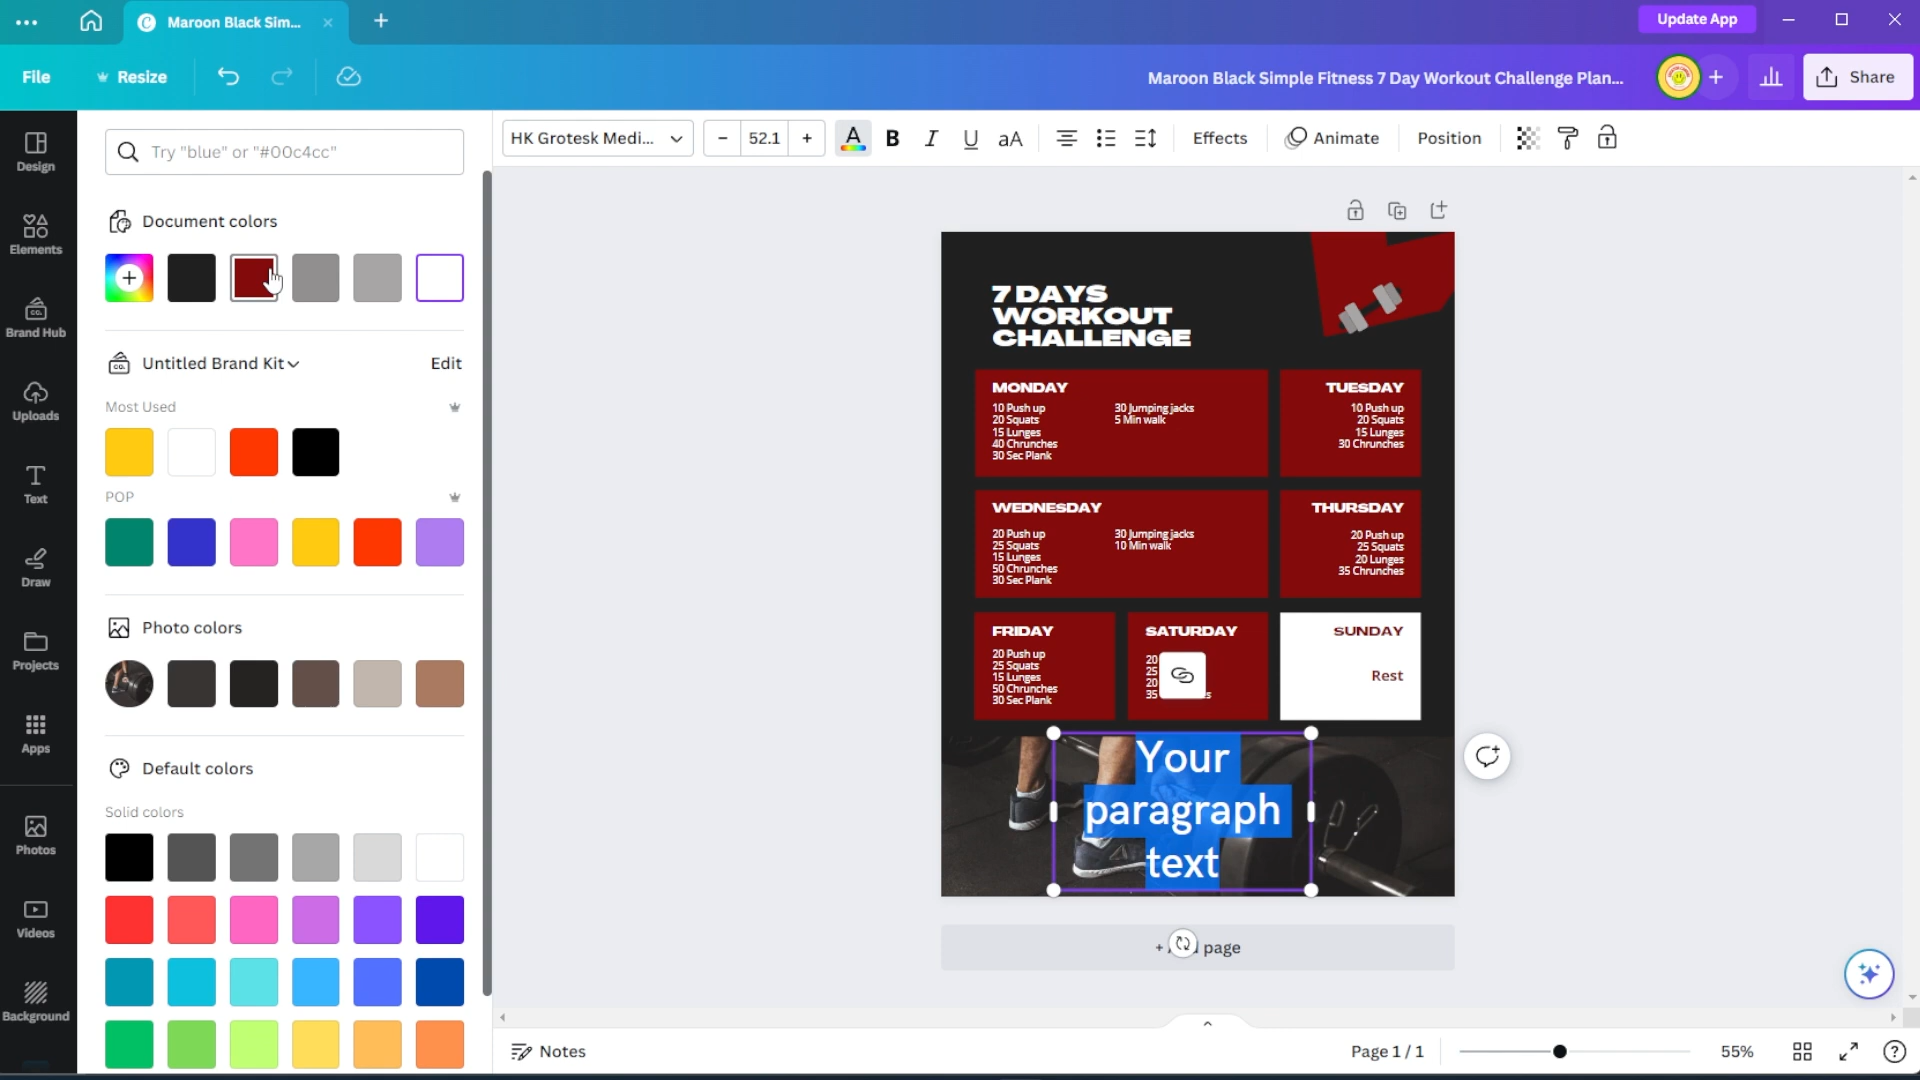 Maroon Black Sim...
Update App
File
Resize
Maroon Black Simple Fitness 7 Day Workout Challenge Plan...
Share
Design
Elements
Brand Hub
Uploads
Text
Draw
Projects
Apps
Photos
Videos
Background
Try "blue" or "#00c4cc"
Document colors
Untitled Brand Kit
Edit
Most Used
POP
Photo colors
Default colors
Solid colors
HK Grotesk Medi...
52.1
A
B
I
U
aA
Effects
Animate
Position
7 DAYS
WORKOUT
CHALLENGE
MONDAY
10 Push up
20 Squats
15 Lunges
40 Chrunches
30 Sec Plank
30 Jumping jacks
5 Min walk
TUESDAY
10 Push up
20 Squats
15 Lunges
30 Chrunches
WEDNESDAY
20 Push up
25 Squats
15 Lunges
50 Chrunches
30 Sec Plank
30 Jumping jacks
10 Min walk
THURSDAY
20 Push up
25 Squats
20 Lunges
35 Chrunches
FRIDAY
20 Push up
25 Squats
15 Lunges
50 Chrunches
30 Sec Plank
SATURDAY
20
25
20
35
SUNDAY
Rest
Your
paragraph
text
page
Notes
Page 1 / 1
55%